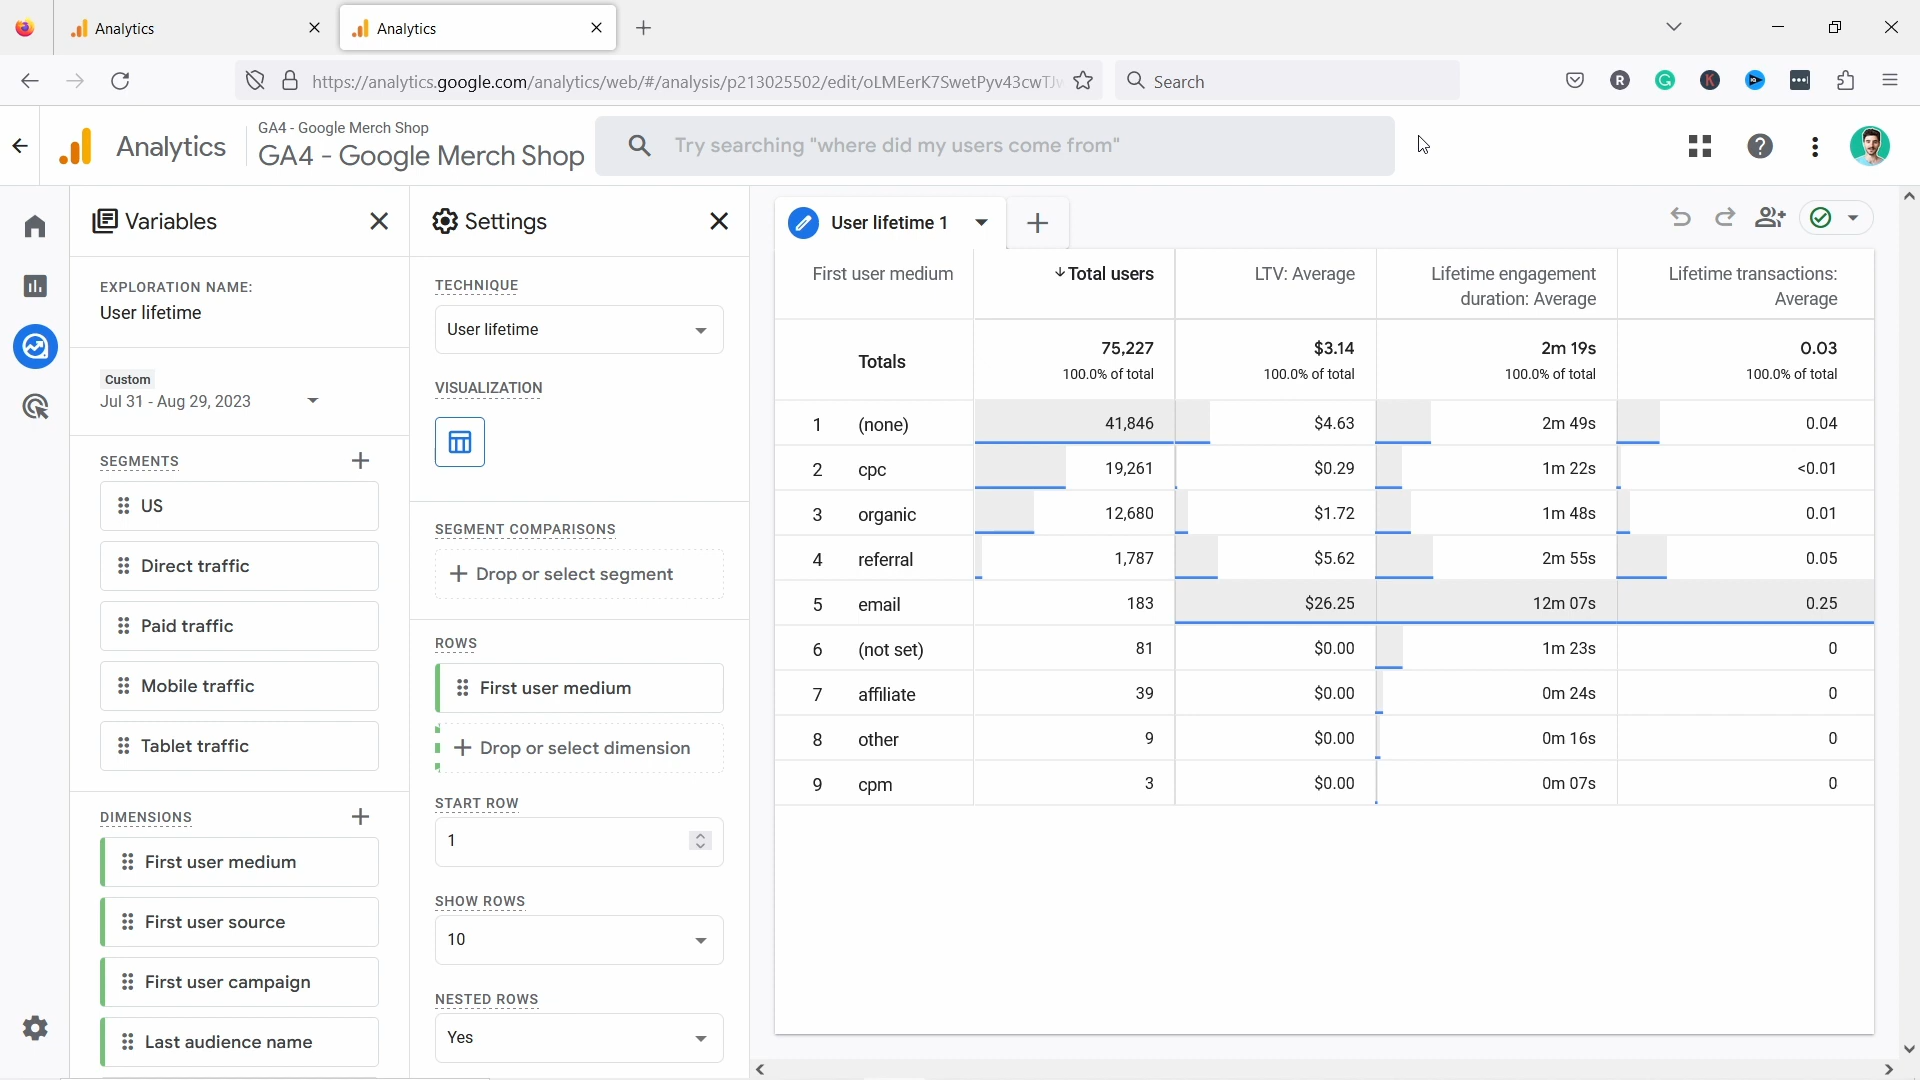 Analytics
Analytics
https://analytics.google.com/analytics/web/#/analysis/p213025502/edit/oLMEerK7SwetPyv43cwTJ
Search
Analytics
GA4 - Google Merch Shop
GA4 - Google Merch Shop
Try searching "where did my users come from"
Variables
EXPLORATION NAME:
User lifetime
Custom
Jul 31 - Aug 29, 2023
SEGMENTS
US
Direct traffic
Paid traffic
Mobile traffic
Tablet traffic
DIMENSIONS
First user medium
First user source
First user campaign
Last audience name
Settings
TECHNIQUE
User lifetime
VISUALIZATION
SEGMENT COMPARISONS
Drop or select segment
ROWS
First user medium
Drop or select dimension
START ROW
1
SHOW ROWS
10
NESTED ROWS
Yes
User lifetime 1
First user medium Total users LTV: Average Lifetime engagement duration: Average Lifetime transactions: Average
Totals 75,227 $3.14 2m 19s 0.03
100.0% of total 100.0% of total 100.0% of total 100.0% of total
1 (none) 41,846 $4.63 2m 49s 0.04
2 cpc 19,261 $0.29 1m 22s <0.01
3 organic 12,680 $1.72 1m 48s 0.01
4 referral 1,787 $5.62 2m 55s 0.05
5 email 183 $26.25 12m 07s 0.25
6 (not set) 81 $0.00 1m 23s 0
7 affiliate 39 $0.00 0m 24s 0
8 other 9 $0.00 0m 16s 0
9 cpm 3 $0.00 0m 07s 0